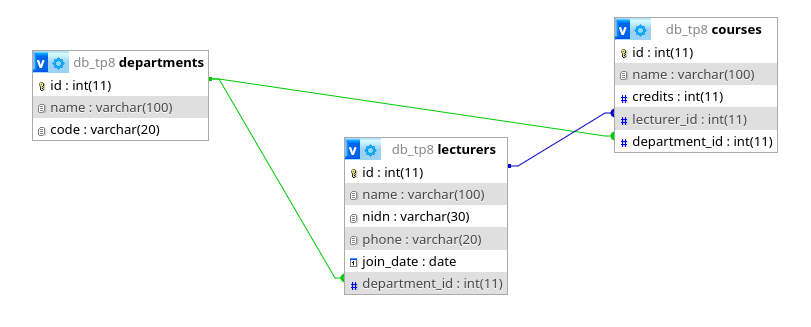 db_tp8 departments
id : int(11)
name : varchar(100)
code : varchar(20)
db_tp8 lecturers
id : int(11)
name : varchar(100)
nidn : varchar(30)
phone : varchar(20)
join_date : date
department_id : int(11)
db_tp8 courses
id : int(11)
name : varchar(100)
credits : int(11)
lecturer_id : int(11)
department_id : int(11)